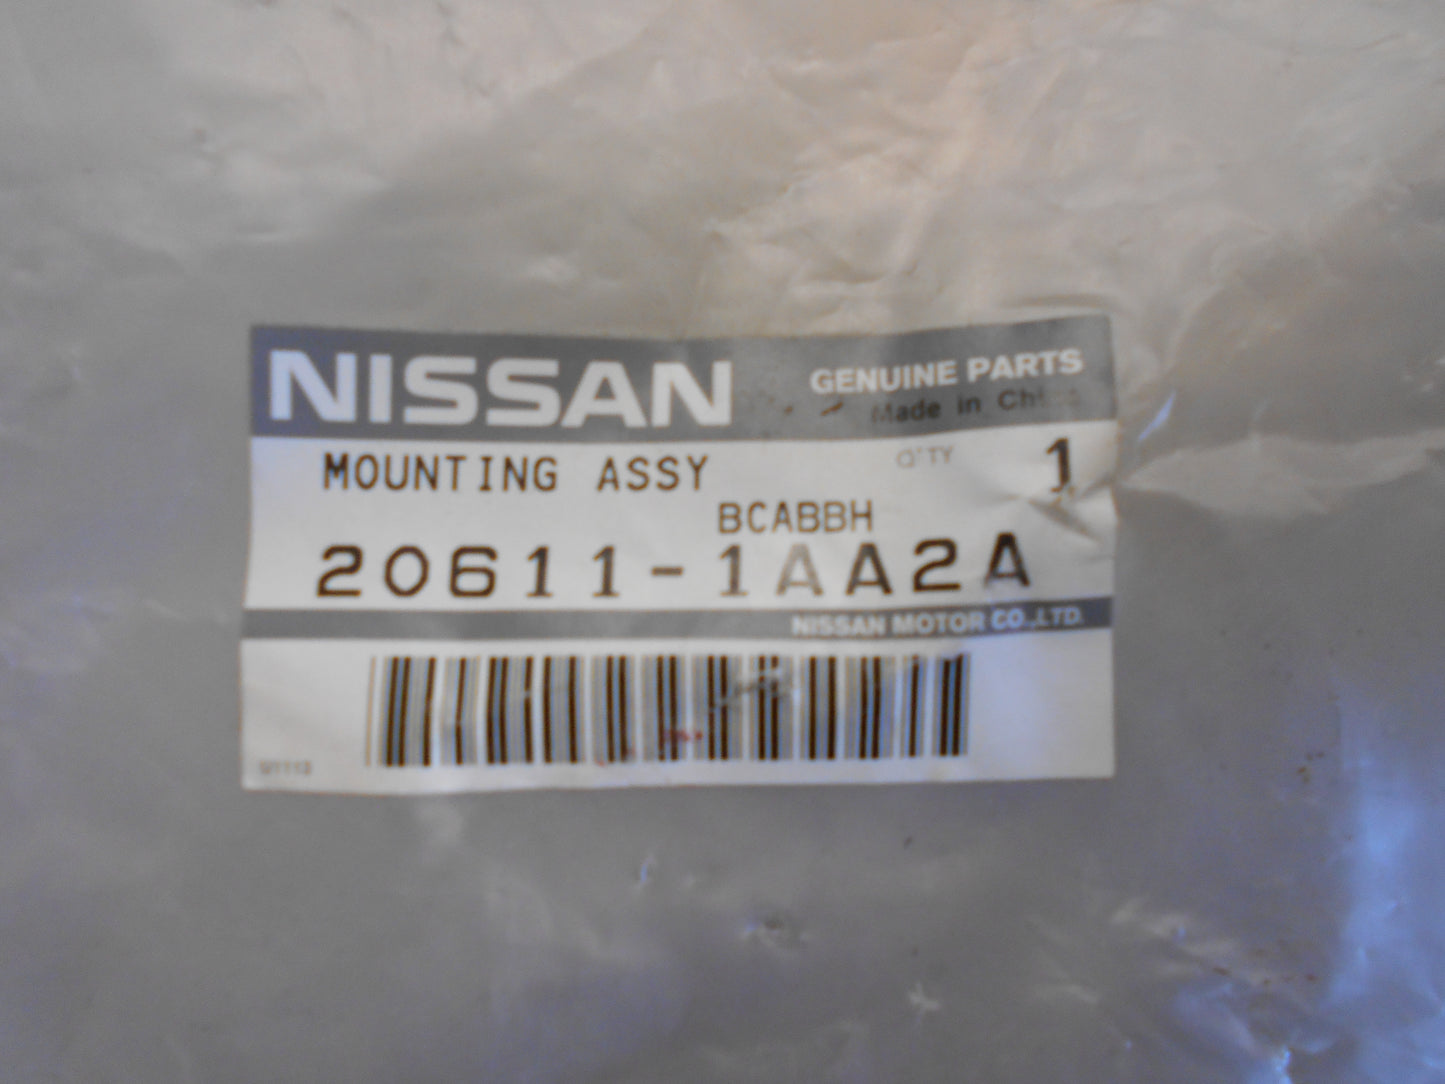 NISSAN GENUINE PARTS
Made in China
MOUNTING ASSY Q'TY 1
BCABBH
20611-1AA2A
NISSAN MOTOR CO.,LTD.